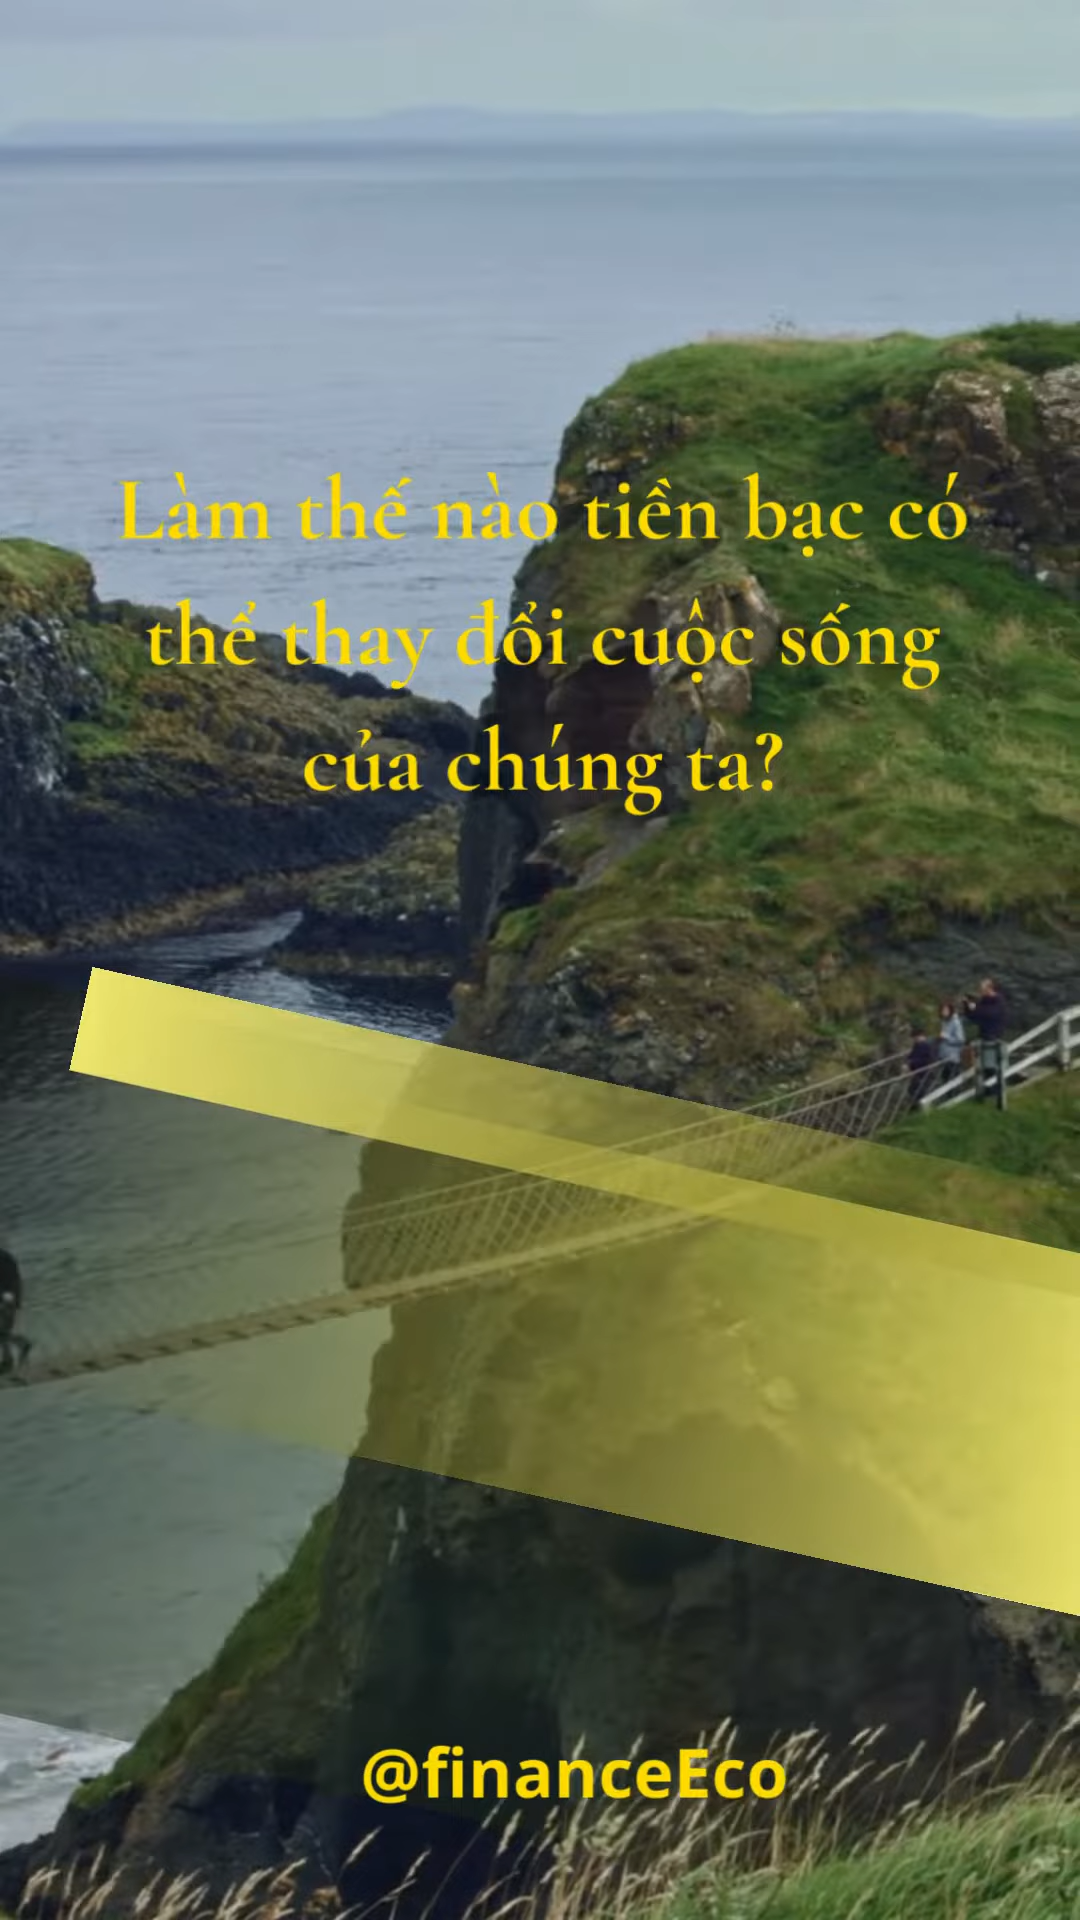 Làm thế nào tiền bạc có
thể thay đổi cuộc sống
của chúng ta?
@financeEco